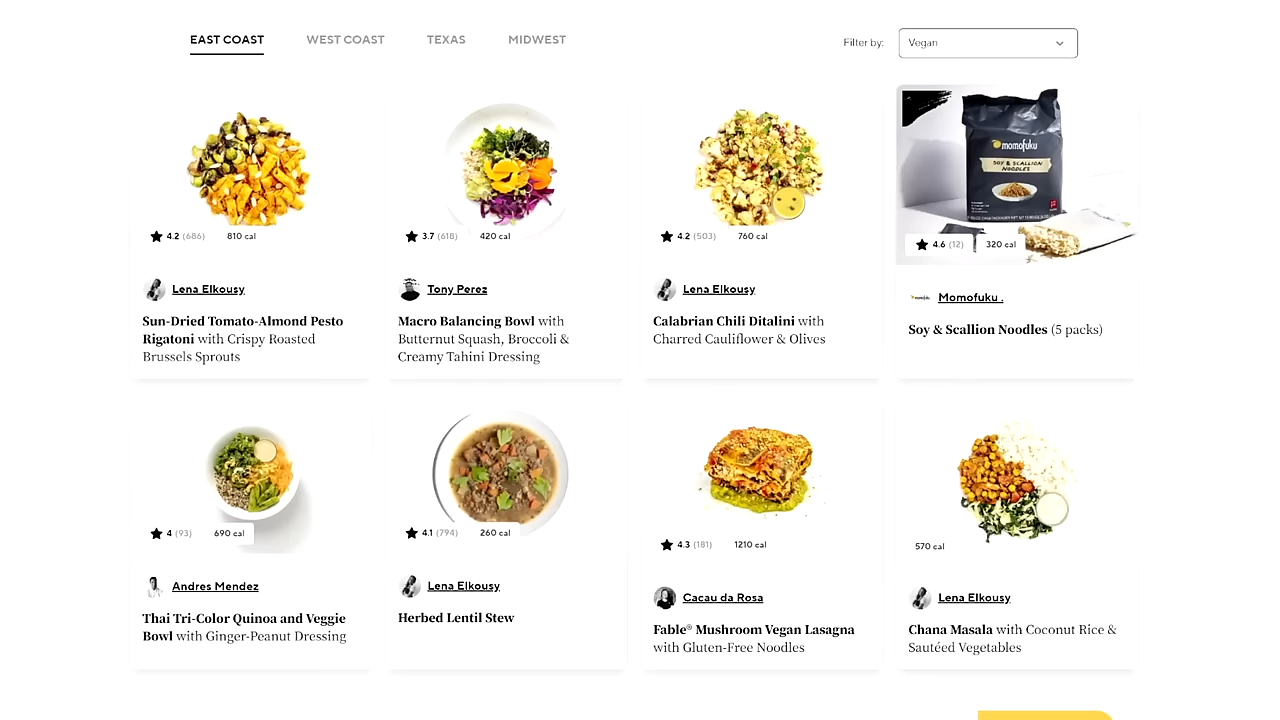 EAST COAST WEST COAST TEXAS MIDWEST Filter by: Vegan
momofuku
SOY & SCALLION
NOODLES
4.2 (686) 810 cal
3.7 (618) 420 cal
4.2 (503) 760 cal
4.6 (12) 320 cal
Lena Elkousy
Sun-Dried Tomato-Almond Pesto
Rigatoni with Crispy Roasted
Brussels Sprouts
Tony Perez
Macro Balancing Bowl with
Butternut Squash, Broccoli &
Creamy Tahini Dressing
Lena Elkousy
Calabrian Chili Ditalini with
Charred Cauliflower & Olives
Momofuku .
Soy & Scallion Noodles (5 packs)
4 (93) 690 cal
4.1 (794) 260 cal
4.3 (181) 1210 cal
570 cal
Andres Mendez
Thai Tri-Color Quinoa and Veggie
Bowl with Ginger-Peanut Dressing
Lena Elkousy
Herbed Lentil Stew
Cacau da Rosa
Fable® Mushroom Vegan Lasagna
with Gluten-Free Noodles
Lena Elkousy
Chana Masala with Coconut Rice &
Sautéed Vegetables